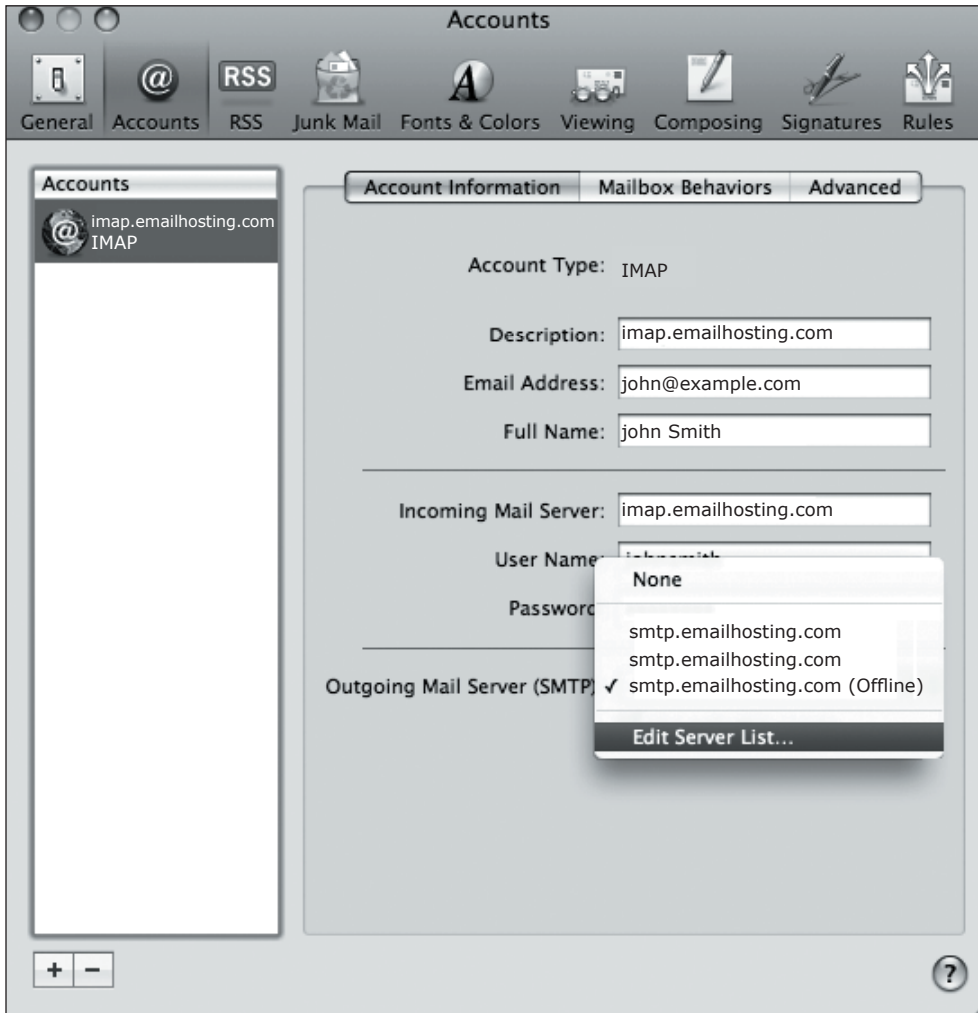 Accounts
General Accounts RSS Junk Mail Fonts & Colors Viewing Composing Signatures Rules
RSS
Accounts
imap.emailhosting.com
IMAP
Account Information Mailbox Behaviors Advanced
Account Type: IMAP
Description: imap.emailhosting.com
Email Address: john@example.com
Full Name: john Smith
Incoming Mail Server: imap.emailhosting.com
User Name:
Password
Outgoing Mail Server (SMTP)
None
smtp.emailhosting.com
smtp.emailhosting.com
✓ smtp.emailhosting.com (Offline)
Edit Server List...
+ −
?